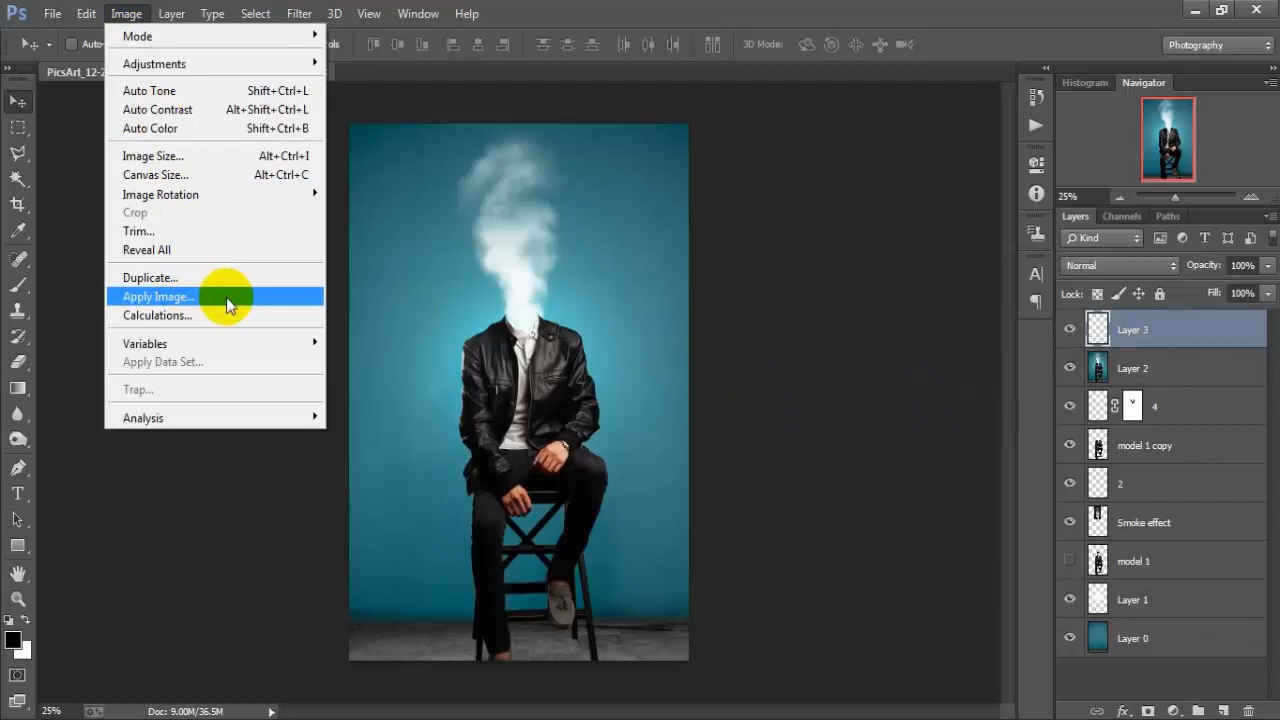 Ps File Edit Image Layer Type Select Filter 3D View Window Help
Auto- 3D Mode: Photography
PicsArt_12-2
Mode
Adjustments
Auto Tone Shift+Ctrl+L
Auto Contrast Alt+Shift+Ctrl+L
Auto Color Shift+Ctrl+B
Image Size... Alt+Ctrl+I
Canvas Size... Alt+Ctrl+C
Image Rotation
Crop
Trim...
Reveal All
Duplicate...
Apply Image...
Calculations...
Variables
Apply Data Set...
Trap...
Analysis
Histogram Navigator
25%
Layers Channels Paths
Kind
Normal Opacity: 100%
Lock: Fill: 100%
Layer 3
Layer 2
4
model 1 copy
2
Smoke effect
model 1
Layer 1
Layer 0
25% Doc: 9.00M/36.5M